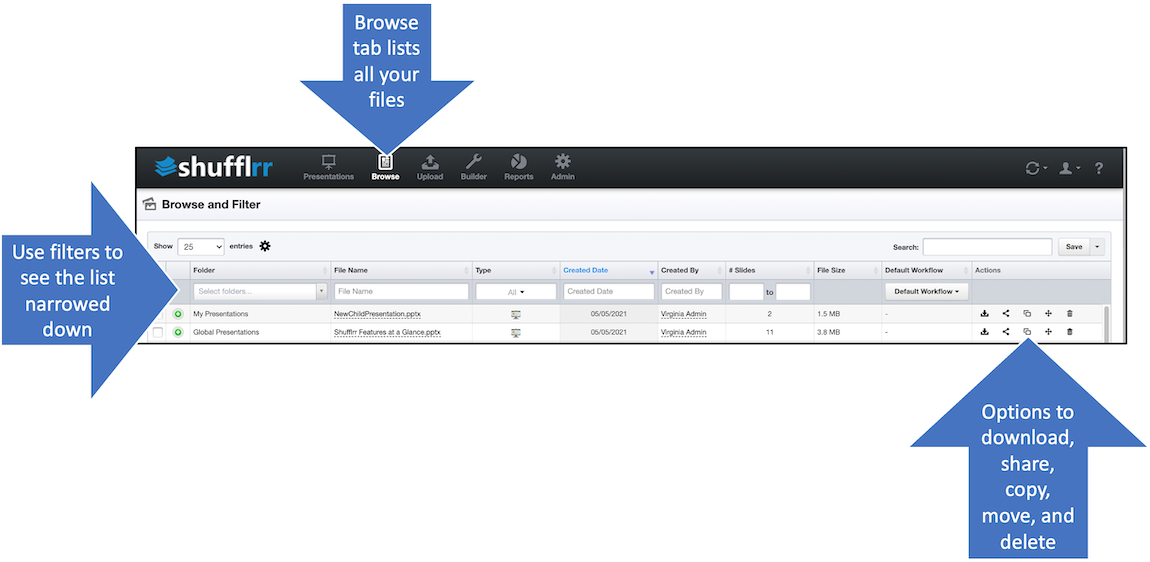 Browse
tab lists
all your
files
shufflrr
Presentations Browse Upload Builder Reports Admin ?
Browse and Filter
Use filters to
see the list
narrowed
down
Show 25 entries Search: Save
Folder File Name Type Created Date Created By # Slides File Size Default Workflow Actions
Select folders... File Name All Created Date Created By to Default Workflow
My Presentations NewChildPresentation.pptx 05/05/2021 Virginia Admin 2 1.5 MB -
Global Presentations Shufflrr Features at a Glance.pptx 05/05/2021 Virginia Admin 11 3.8 MB -
Options to
download,
share,
copy,
move, and
delete